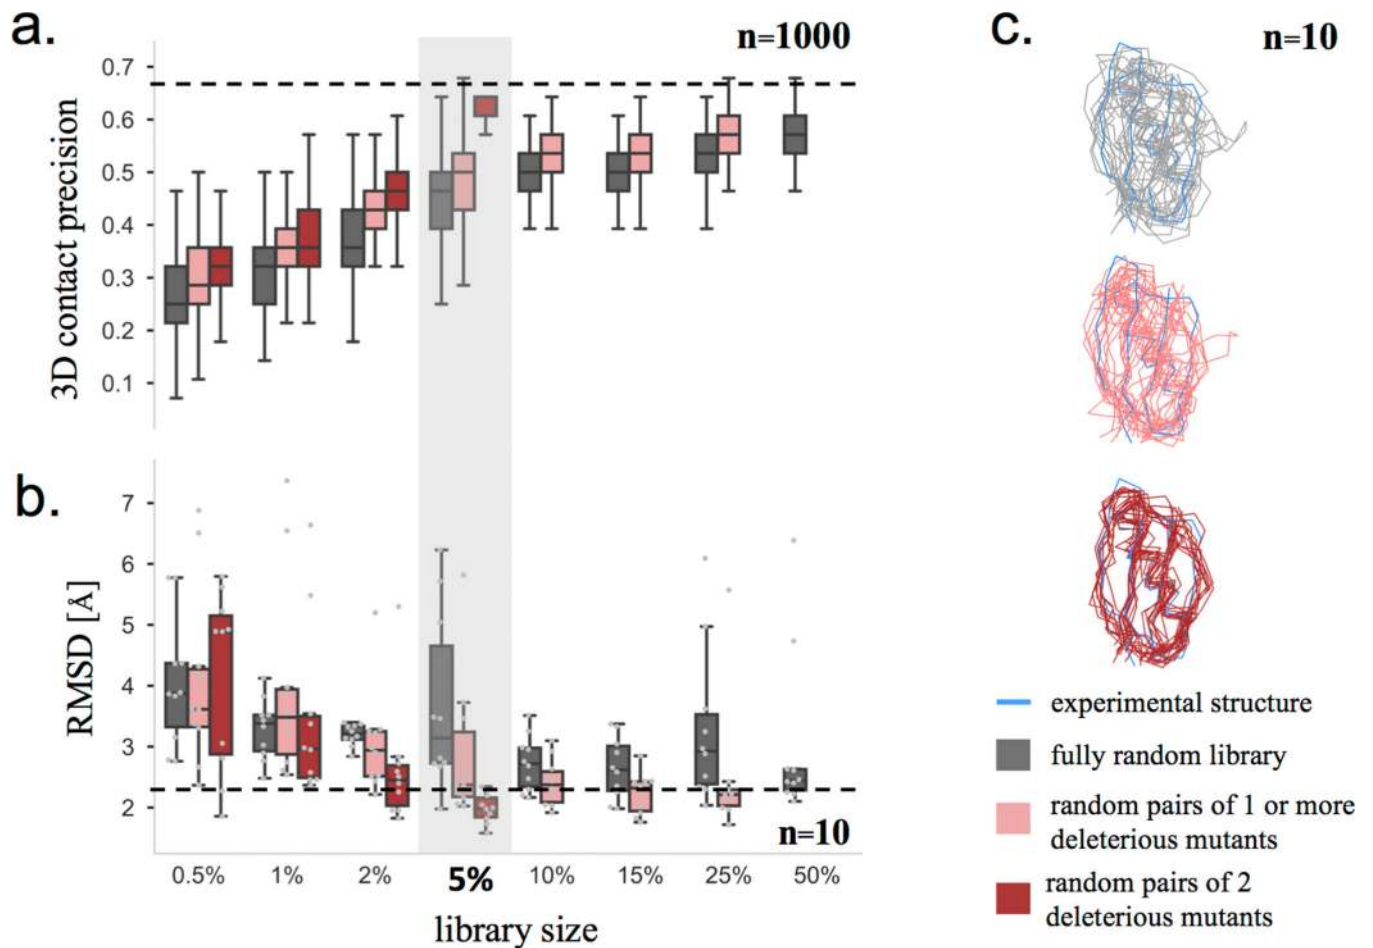 a.
n=1000
3D contact precision
0.7
0.6
0.5
0.4
0.3
0.2
0.1
b.
RMSD [Å]
7
6
5
4
3
2
n=10
0.5% 1% 2% 5% 10% 15% 25% 50%
library size
c.
n=10
experimental structure
fully random library
random pairs of 1 or more
deleterious mutants
random pairs of 2
deleterious mutants